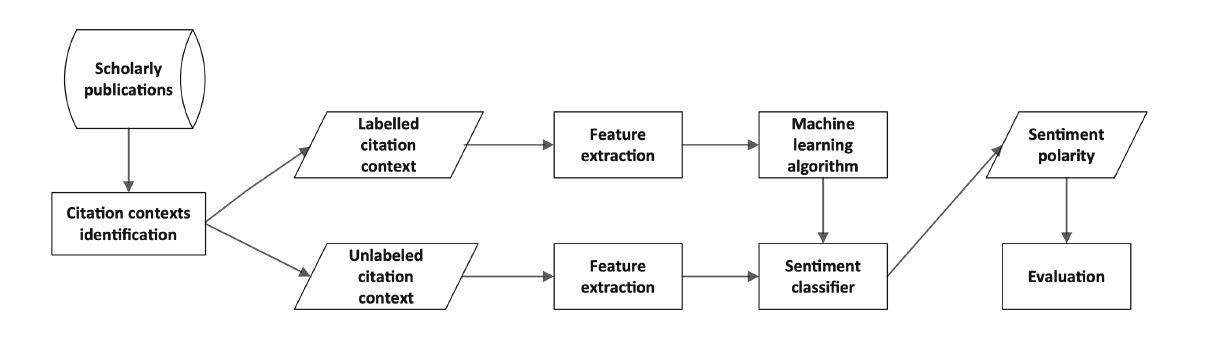 Scholarly
publications
Citation contexts
identification
Labelled
citation
context
Feature
extraction
Machine
learning
algorithm
Unlabeled
citation
context
Feature
extraction
Sentiment
classifier
Sentiment
polarity
Evaluation